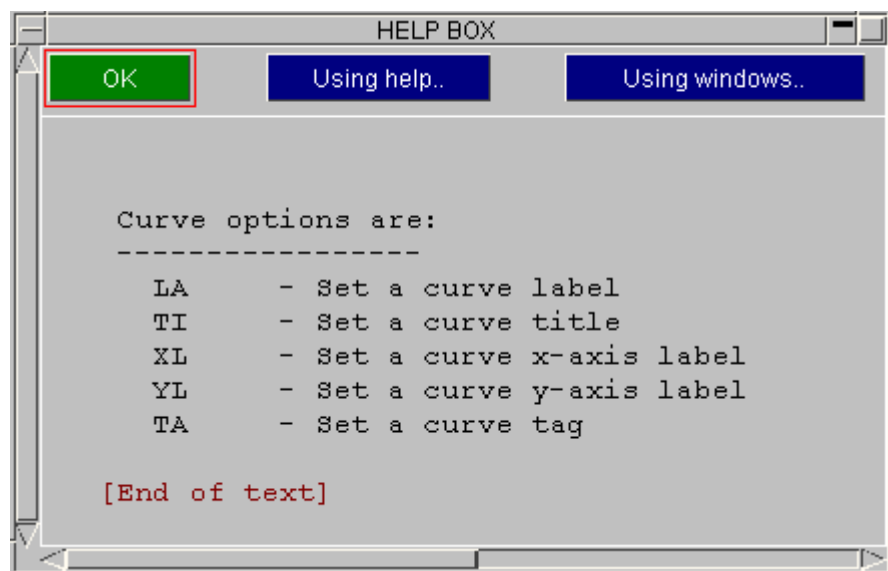 HELP BOX
OK Using help.. Using windows..
Curve options are:
-----------------
LA - Set a curve label
TI - Set a curve title
XL - Set a curve x-axis label
YL - Set a curve y-axis label
TA - Set a curve tag
[End of text]